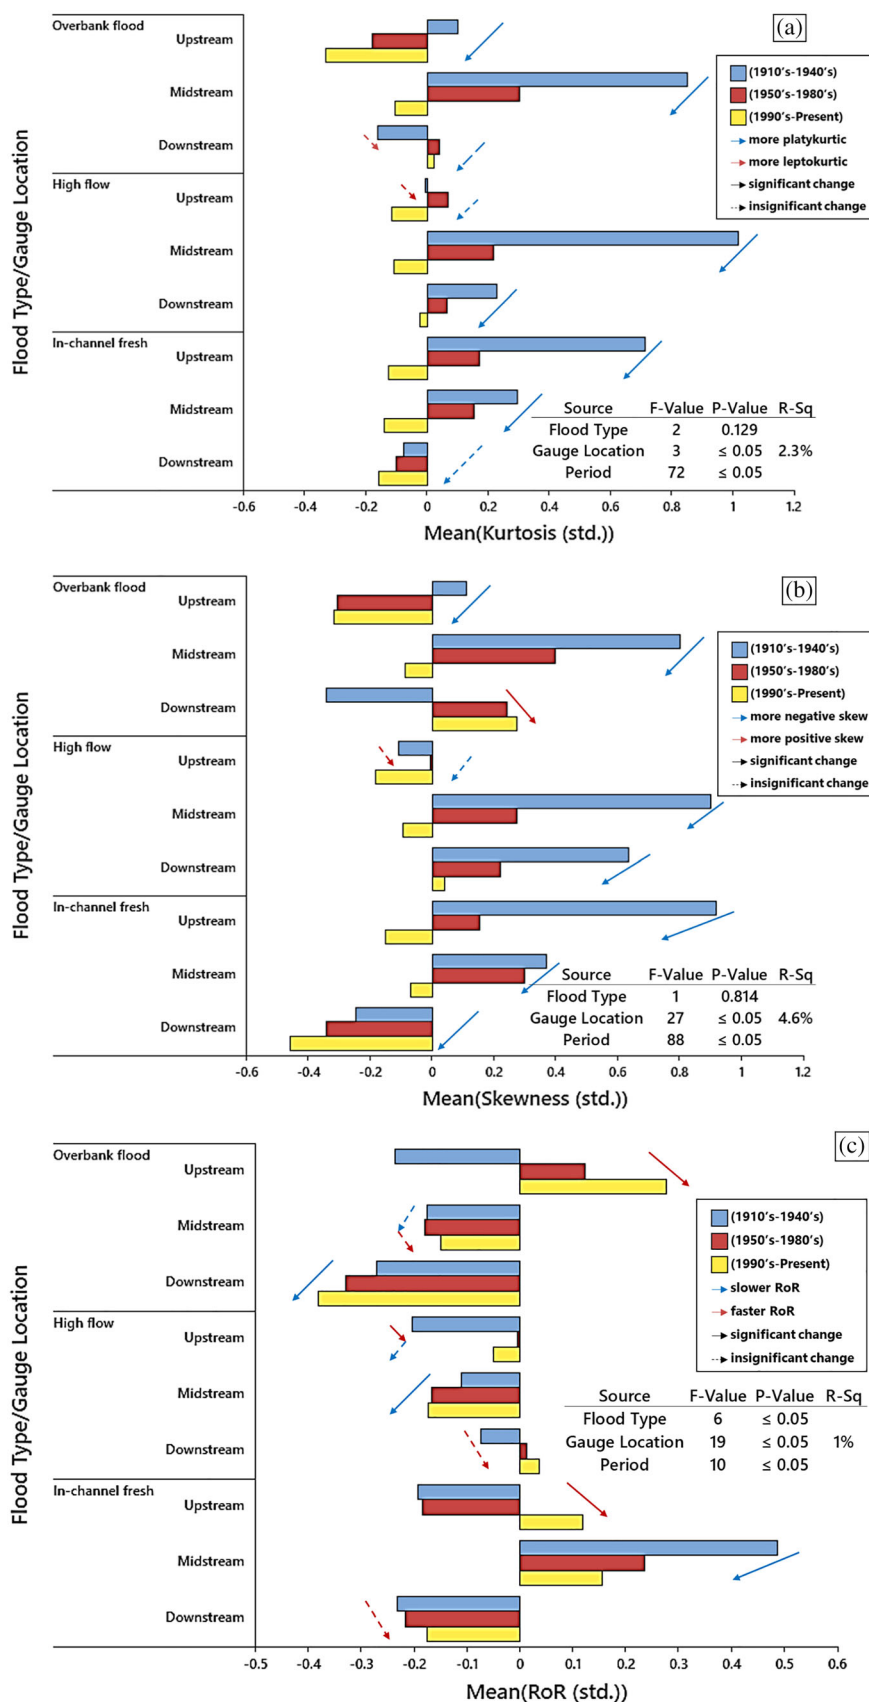 (a)
Overbank flood
Upstream
Midstream
Downstream
High flow
Upstream
Midstream
Downstream
In-channel fresh
Upstream
Midstream
Downstream
Flood Type/Gauge Location
(1910's-1940's)
(1950's-1980's)
(1990's-Present)
more platykurtic
more leptokurtic
significant change
insignificant change
Source F-Value P-Value R-Sq
Flood Type 2 0.129
Gauge Location 3 ≤ 0.05 2.3%
Period 72 ≤ 0.05
-0.6 -0.4 -0.2 0 0.2 0.4 0.6 0.8 1 1.2
Mean(Kurtosis (std.))
(b)
Overbank flood
Upstream
Midstream
Downstream
High flow
Upstream
Midstream
Downstream
In-channel fresh
Upstream
Midstream
Downstream
Flood Type/Gauge Location
(1910's-1940's)
(1950's-1980's)
(1990's-Present)
more negative skew
more positive skew
significant change
insignificant change
Source F-Value P-Value R-Sq
Flood Type 1 0.814
Gauge Location 27 ≤ 0.05 4.6%
Period 88 ≤ 0.05
-0.6 -0.4 -0.2 0 0.2 0.4 0.6 0.8 1 1.2
Mean(Skewness (std.))
(c)
Overbank flood
Upstream
Midstream
Downstream
High flow
Upstream
Midstream
Downstream
In-channel fresh
Upstream
Midstream
Downstream
Flood Type/Gauge Location
(1910's-1940's)
(1950's-1980's)
(1990's-Present)
slower RoR
faster RoR
significant change
insignificant change
Source F-Value P-Value R-Sq
Flood Type 6 ≤ 0.05
Gauge Location 19 ≤ 0.05 1%
Period 10 ≤ 0.05
-0.5 -0.4 -0.3 -0.2 -0.1 0 0.1 0.2 0.3 0.4 0.5 0.6
Mean(RoR (std.))